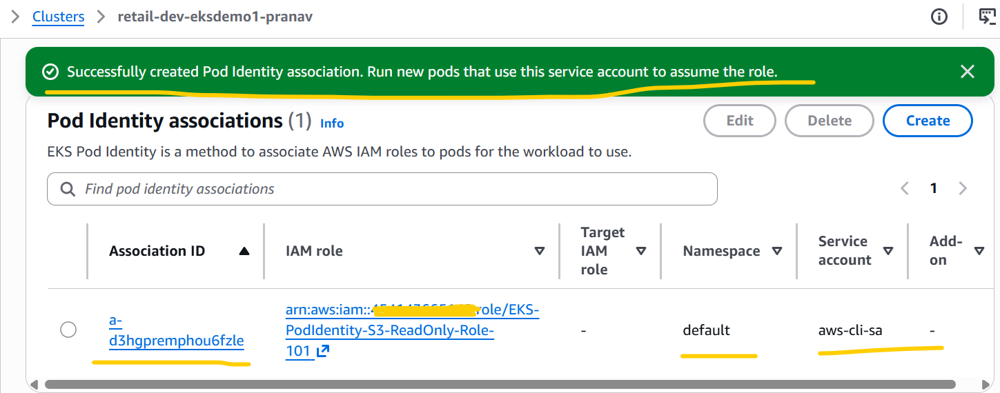 Clusters retail-dev-eksdemo1-pranav
Successfully created Pod Identity association. Run new pods that use this service account to assume the role.
Pod Identity associations (1) Info
Edit Delete Create
EKS Pod Identity is a method to associate AWS IAM roles to pods for the workload to use.
Find pod identity associations
1
Association ID
IAM role
Target
IAM
role
Namespace
Service
account
Add-
on
a-
d3hgpremphou6fzle
arn:aws:iam:: role/EKS-
PodIdentity-S3-ReadOnly-Role-
101
-
default
aws-cli-sa
-